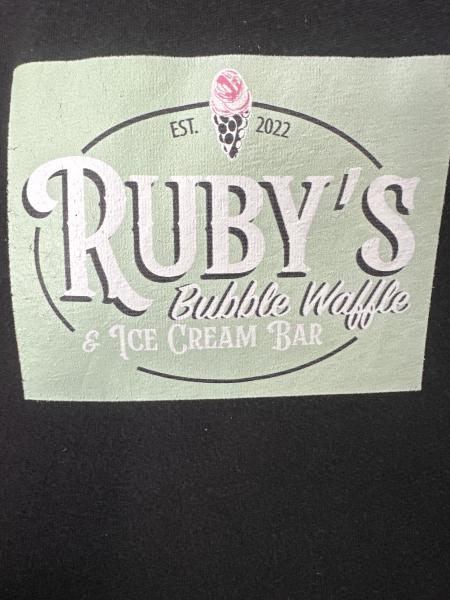 EST. 2022
RUBY'S
Bubble Waffle
& ICE CREAM BAR